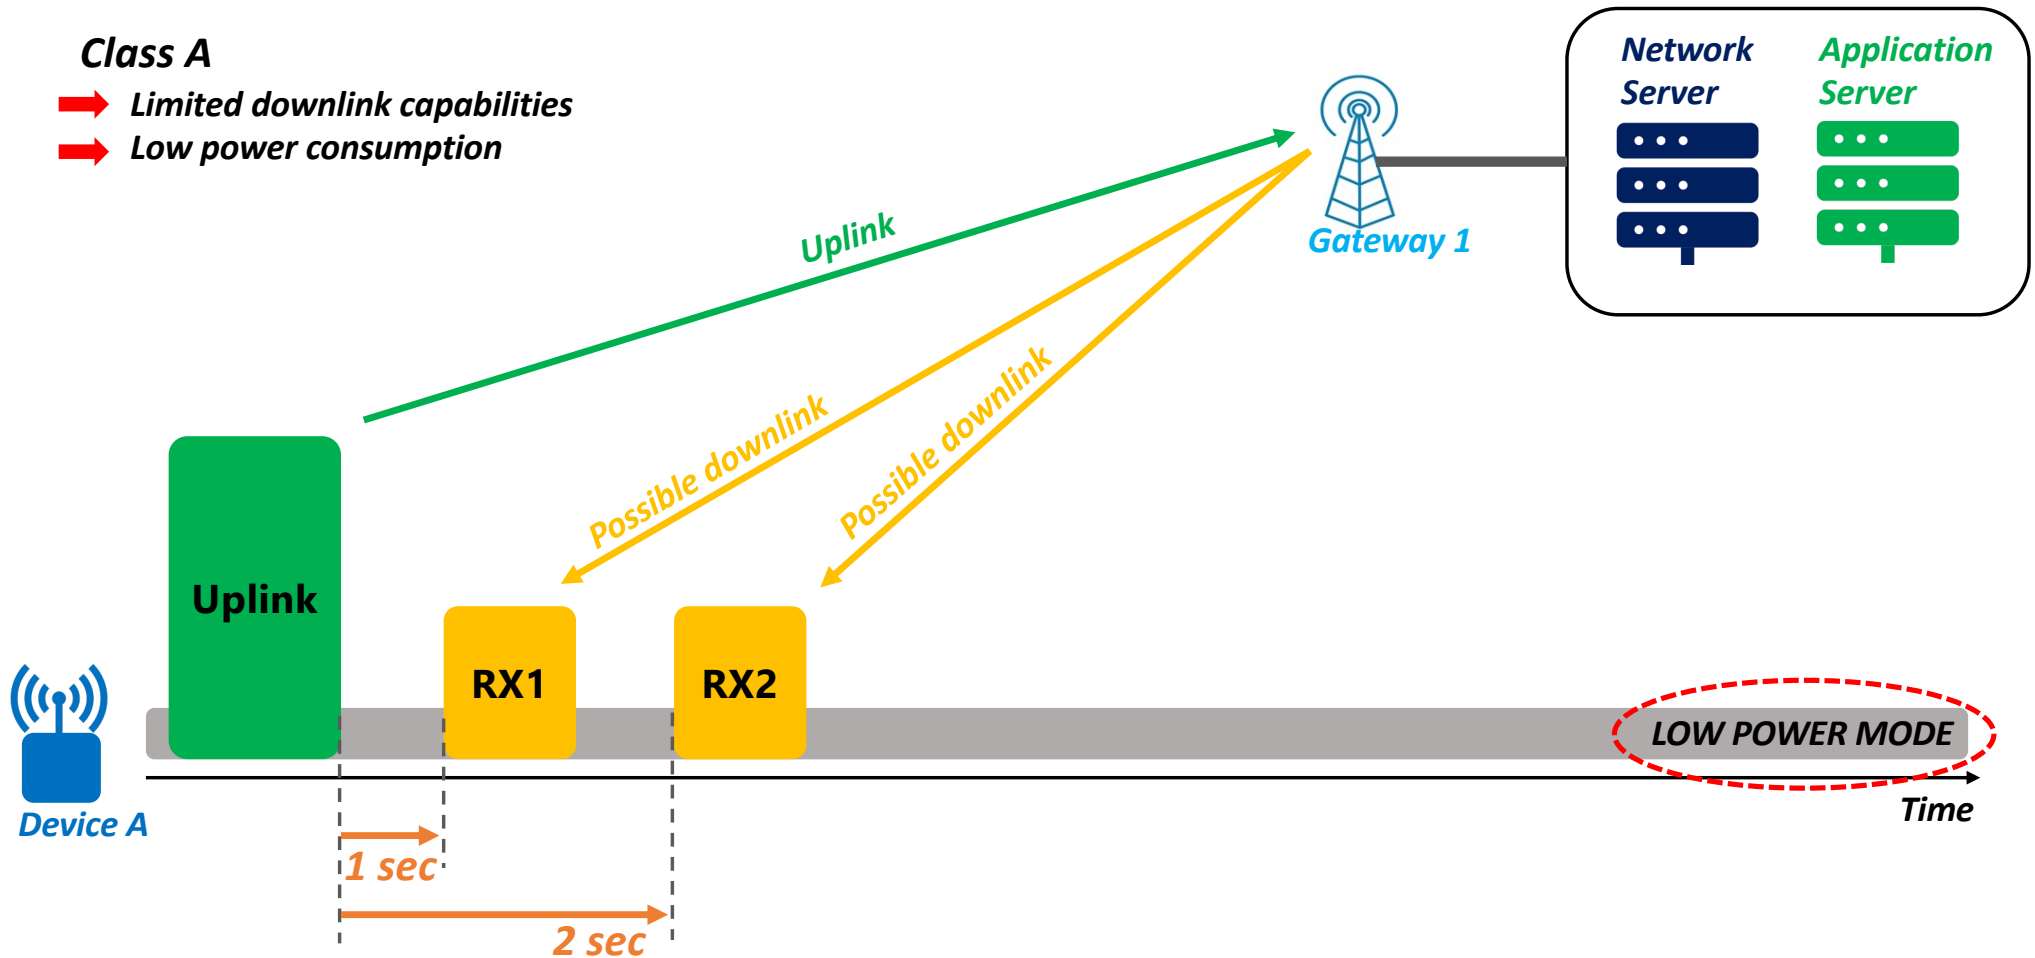 Class A
Limited downlink capabilities
Low power consumption
Network
Server
Application
Server
Gateway 1
Uplink
Possible downlink
Possible downlink
Uplink
RX1
RX2
LOW POWER MODE
Device A
Time
1 sec
2 sec